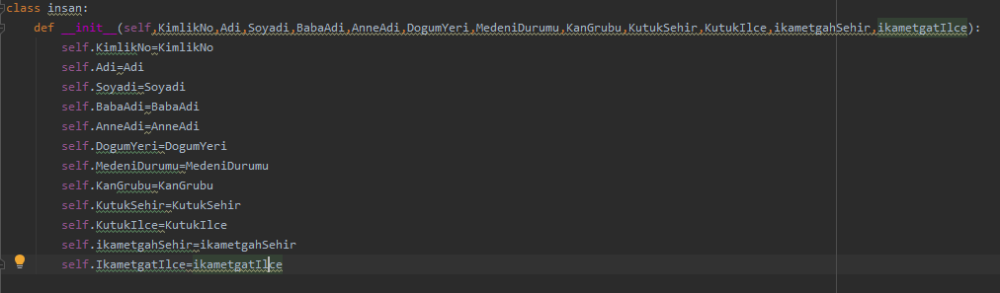 class insan:
    def __init__(self,KimlikNo,Adi,Soyadi,BabaAdi,AnneAdi,DogumYeri,MedeniDurumu,KanGrubu,KutukSehir,KutukIlce,ikametgahSehir,ikametgatIlce):
        self.KimlikNo=KimlikNo
        self.Adi=Adi
        self.Soyadi=Soyadi
        self.BabaAdi=BabaAdi
        self.AnneAdi=AnneAdi
        self.DogumYeri=DogumYeri
        self.MedeniDurumu=MedeniDurumu
        self.KanGrubu=KanGrubu
        self.KutukSehir=KutukSehir
        self.KutukIlce=KutukIlce
        self.ikametgahSehir=ikametgahSehir
        self.IkametgatIlce=ikametgatIlce